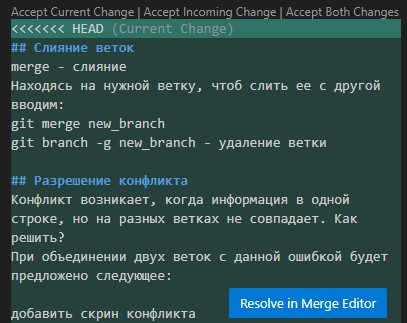 Accept Current Change | Accept Incoming Change | Accept Both Changes
<<<<<<< HEAD (Current Change)
## Слияние веток
merge - слияние
Находясь на нужной ветку, чтоб слить ее с другой
вводим:
git merge new_branch
git branch -g new_branch - удаление ветки
## Разрешение конфликта
Конфликт возникает, когда информация в одной
строке, но на разных ветках не совпадает. Как
решить?
При объединении двух веток с данной ошибкой будет
предложено следующее:
добавить скрин конфликта
Resolve in Merge Editor